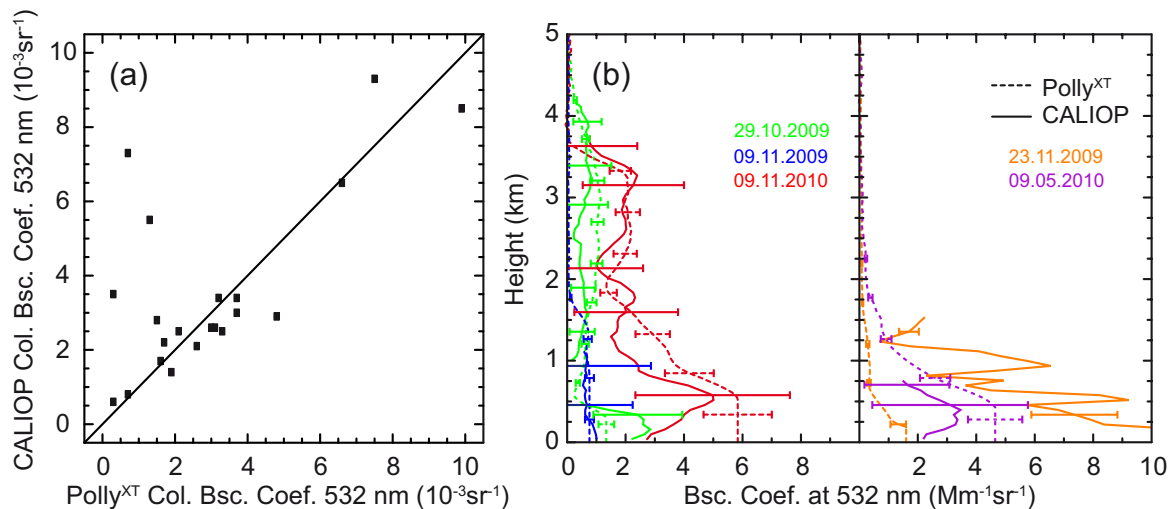 (a)
CALIOP Col. Bsc. Coef. 532 nm (10⁻³sr⁻¹)
10
8
6
4
2
0
0 2 4 6 8 10
Polly^XT Col. Bsc. Coef. 532 nm (10⁻³sr⁻¹)
(b)
Height (km)
5
4
3
2
1
0
29.10.2009
09.11.2009
09.11.2010
Polly^XT
CALIOP
23.11.2009
09.05.2010
0 2 4 6 8 0 2 4 6 8 10
Bsc. Coef. at 532 nm (Mm⁻¹sr⁻¹)